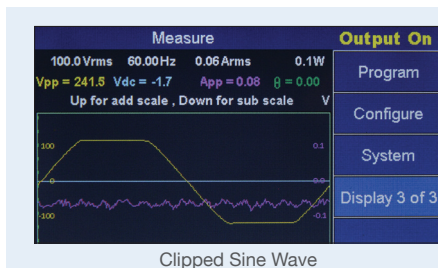 Measure
Output On
100.0 Vrms 60.00Hz 0.06 Arms 0.1W
Vpp = 241.5 Vdc = -1.7 App = 0.08 θ = 0.00
Up for add scale , Down for sub scale V
Program
Configure
System
Display 3 of 3
100
0
-100
0.1
0.0
-0.1
Clipped Sine Wave